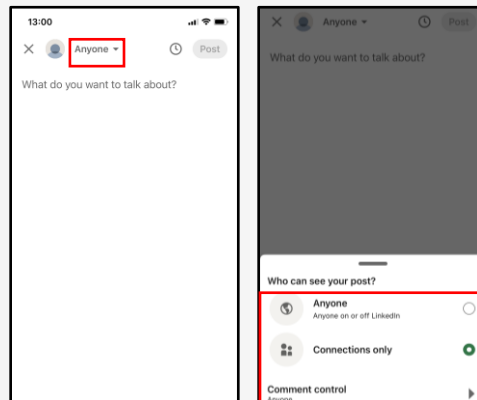 13:00
Anyone
Post
What do you want to talk about?
Anyone
Post
What do you want to talk about?
Who can see your post?
Anyone
Anyone on or off LinkedIn
Connections only
Comment control
Anyone